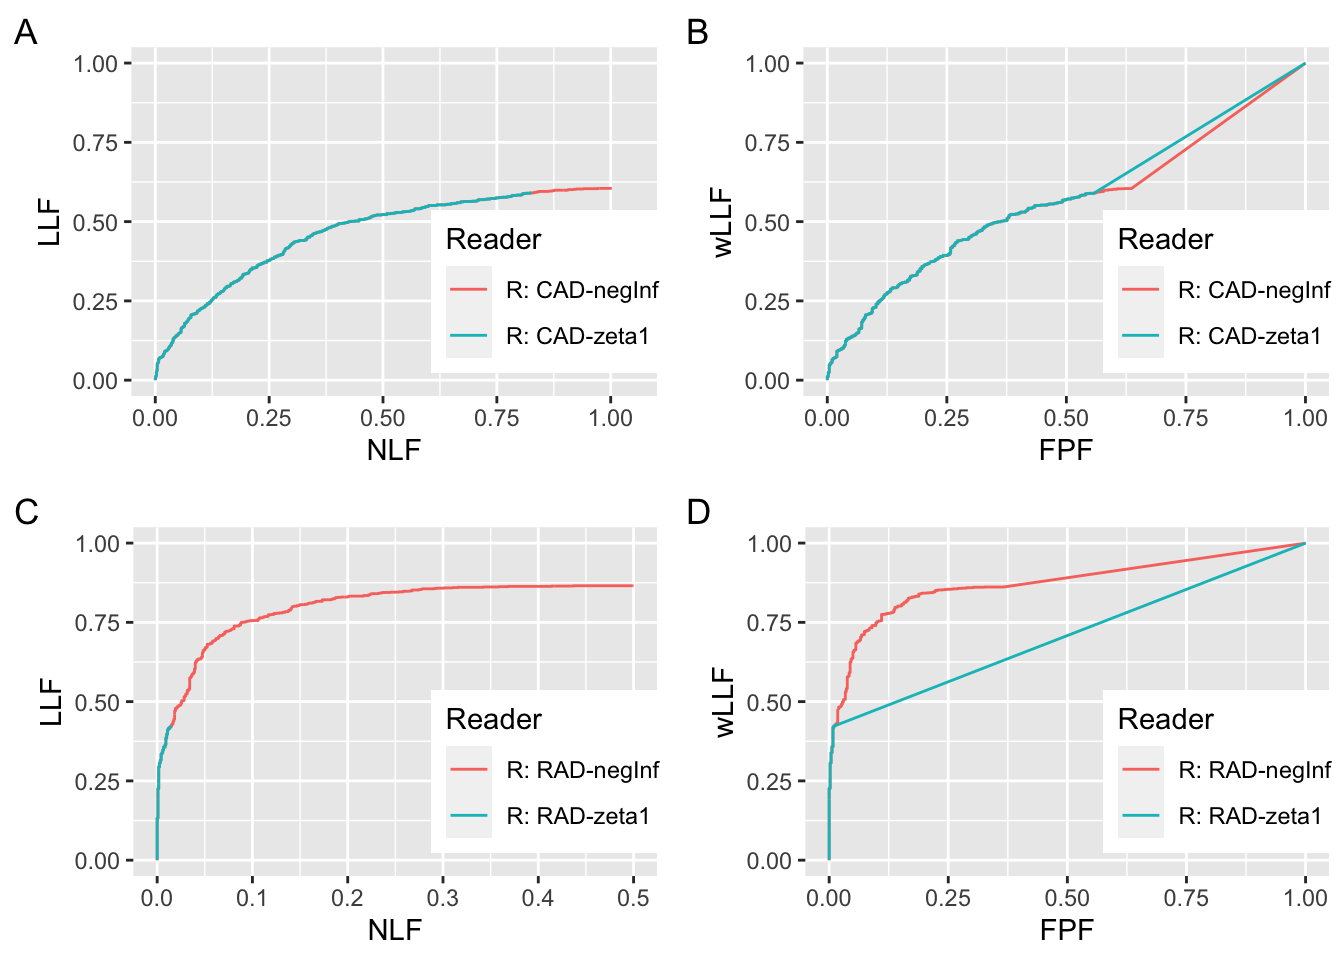 A
LLF
1.00
0.75
0.50
0.25
0.00
Reader
R: CAD-negInf
R: CAD-zeta1
0.00 0.25 0.50 0.75 1.00
NLF
B
wLLF
1.00
0.75
0.50
0.25
0.00
Reader
R: CAD-negInf
R: CAD-zeta1
0.00 0.25 0.50 0.75 1.00
FPF
C
LLF
1.00
0.75
0.50
0.25
0.00
Reader
R: RAD-negInf
R: RAD-zeta1
0.0 0.1 0.2 0.3 0.4 0.5
NLF
D
wLLF
1.00
0.75
0.50
0.25
0.00
Reader
R: RAD-negInf
R: RAD-zeta1
0.00 0.25 0.50 0.75 1.00
FPF